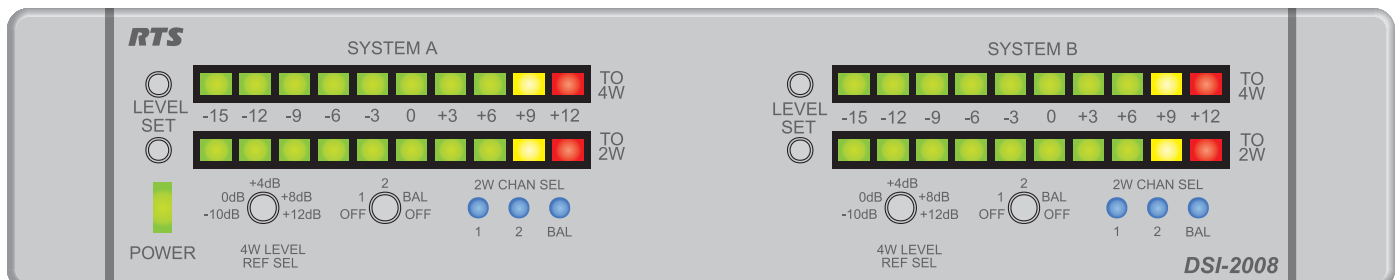 RTS
SYSTEM A
TO
4W
LEVEL
SET
-15 -12 -9 -6 -3 0 +3 +6 +9 +12
TO
2W
+4dB
0dB +8dB
-10dB +12dB
4W LEVEL
REF SEL
2
1 BAL
OFF OFF
2W CHAN SEL
1 2 BAL
POWER
SYSTEM B
TO
4W
LEVEL
SET
-15 -12 -9 -6 -3 0 +3 +6 +9 +12
TO
2W
+4dB
0dB +8dB
-10dB +12dB
4W LEVEL
REF SEL
2
1 BAL
OFF OFF
2W CHAN SEL
1 2 BAL
DSI-2008